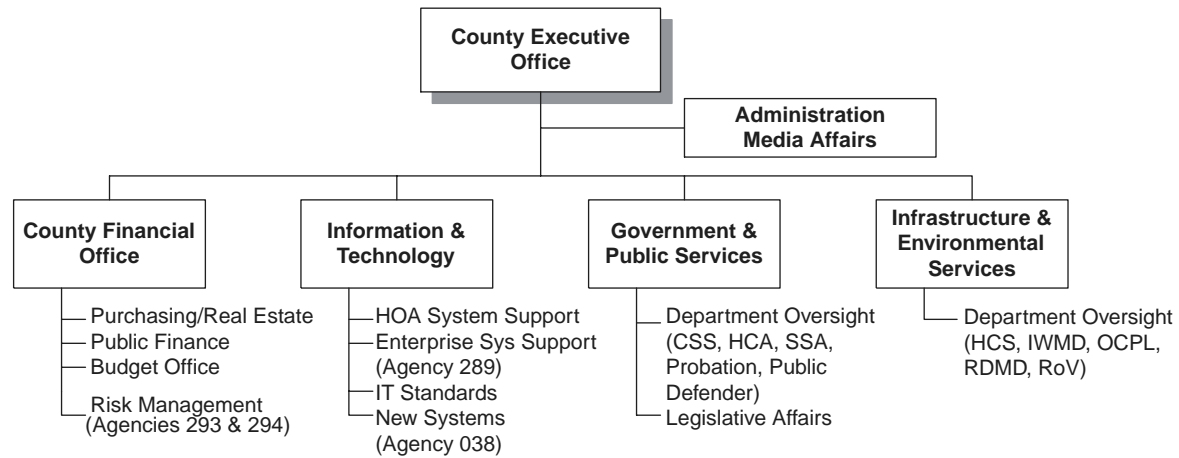 County Executive
Office
Administration
Media Affairs
County Financial
Office
Purchasing/Real Estate
Public Finance
Budget Office
Risk Management
(Agencies 293 & 294)
Information &
Technology
HOA System Support
Enterprise Sys Support
(Agency 289)
IT Standards
New Systems
(Agency 038)
Government &
Public Services
Department Oversight
(CSS, HCA, SSA,
Probation, Public
Defender)
Legislative Affairs
Infrastructure &
Environmental
Services
Department Oversight
(HCS, IWMD, OCPL,
RDMD, RoV)